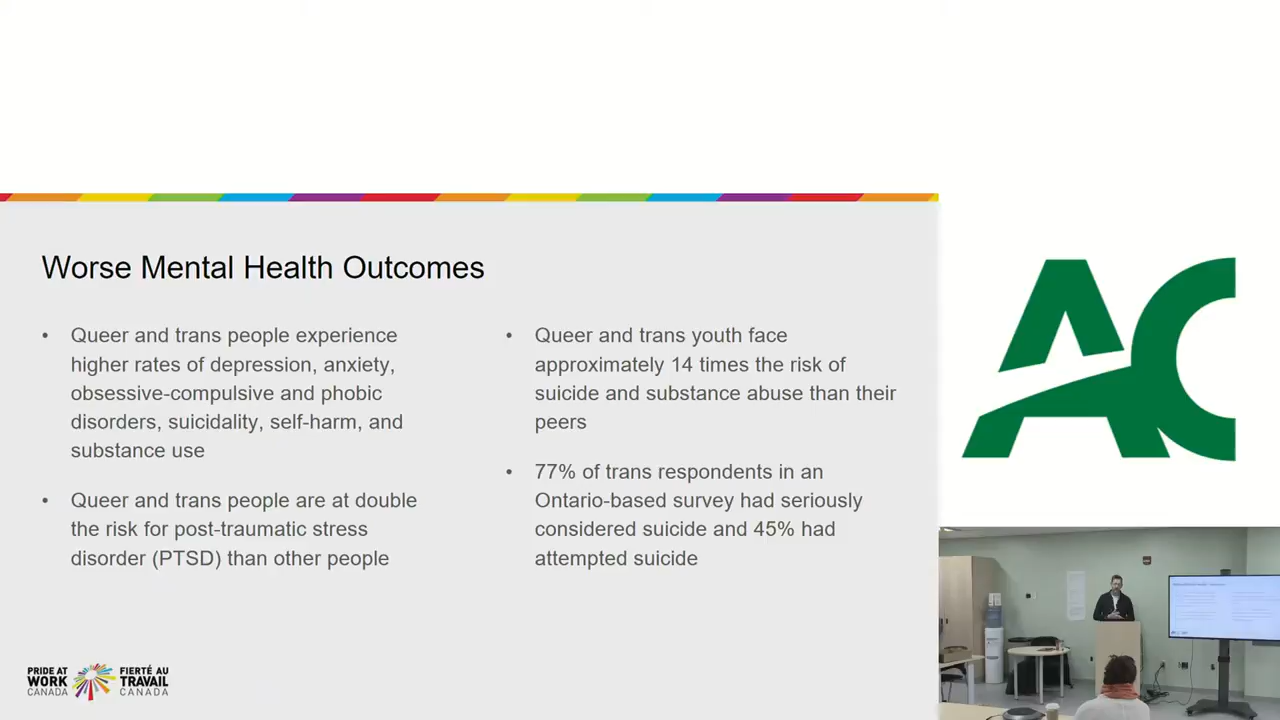 Worse Mental Health Outcomes
• Queer and trans people experience
higher rates of depression, anxiety,
obsessive-compulsive and phobic
disorders, suicidality, self-harm, and
substance use
• Queer and trans people are at double
the risk for post-traumatic stress
disorder (PTSD) than other people
• Queer and trans youth face
approximately 14 times the risk of
suicide and substance abuse than their
peers
• 77% of trans respondents in an
Ontario-based survey had seriously
considered suicide and 45% had
attempted suicide
PRIDE AT
WORK
CANADA
FIERTÉ AU
TRAVAIL
CANADA
AC